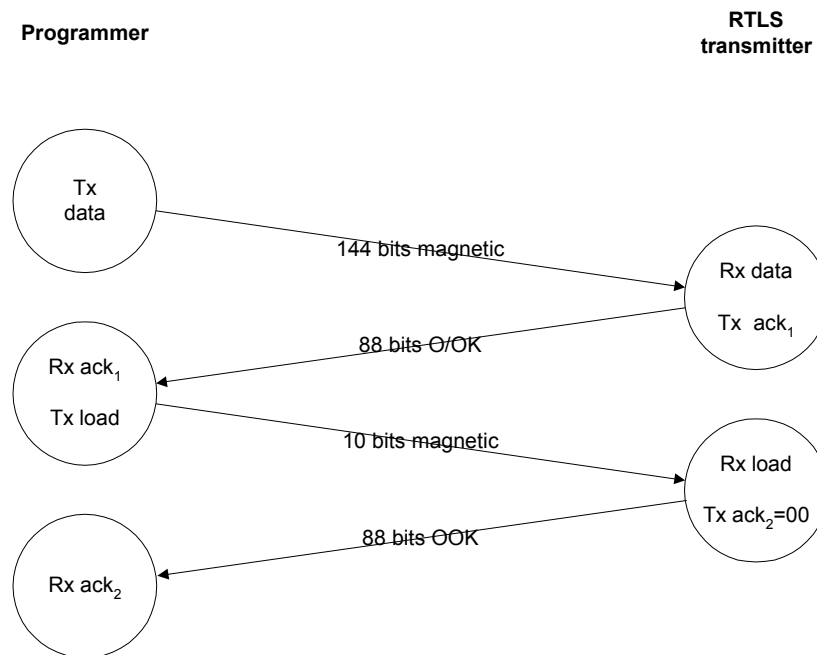 Programmer
RTLS
transmitter
Tx
data
144 bits magnetic
Rx data
Tx ack₁
88 bits O/OK
Rx ack₁
Tx load
10 bits magnetic
Rx load
Tx ack₂=00
88 bits OOK
Rx ack₂